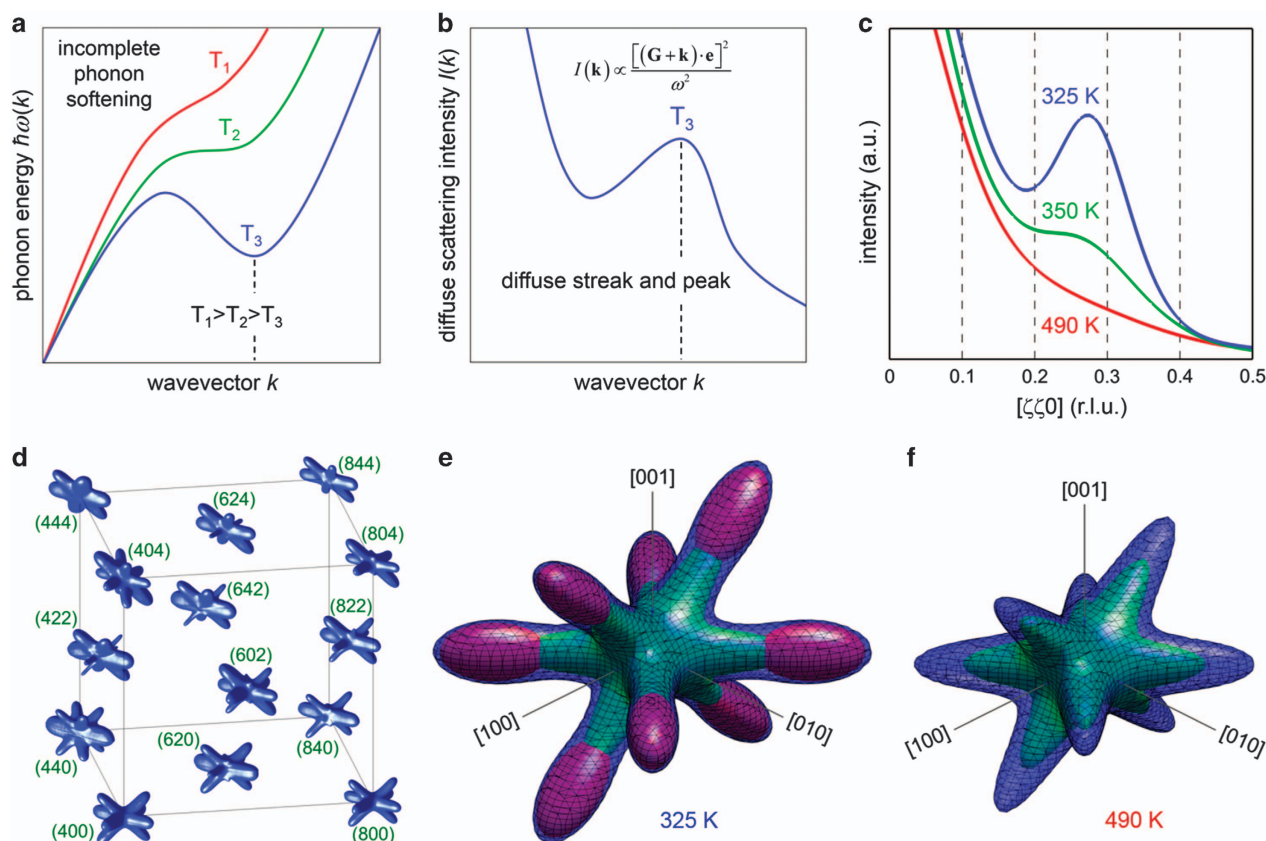 a
incomplete
phonon
softening
T₁
T₂
T₃
T₁>T₂>T₃
phonon energy ħω(k)
wavevector k
b
I(k)∝[(G+k)·e]²/ω²
T₃
diffuse streak and peak
diffuse scattering intensity I(k)
wavevector k
c
325 K
350 K
490 K
intensity (a.u.)
0 0.1 0.2 0.3 0.4 0.5
[ζζ0] (r.l.u.)
d
(844)
(624)
(444)
(804)
(404)
(642)
(422)
(822)
(602)
(620)
(840)
(440)
(400)
(800)
e
[001]
[100]
[010]
325 K
f
[001]
[100]
[010]
490 K